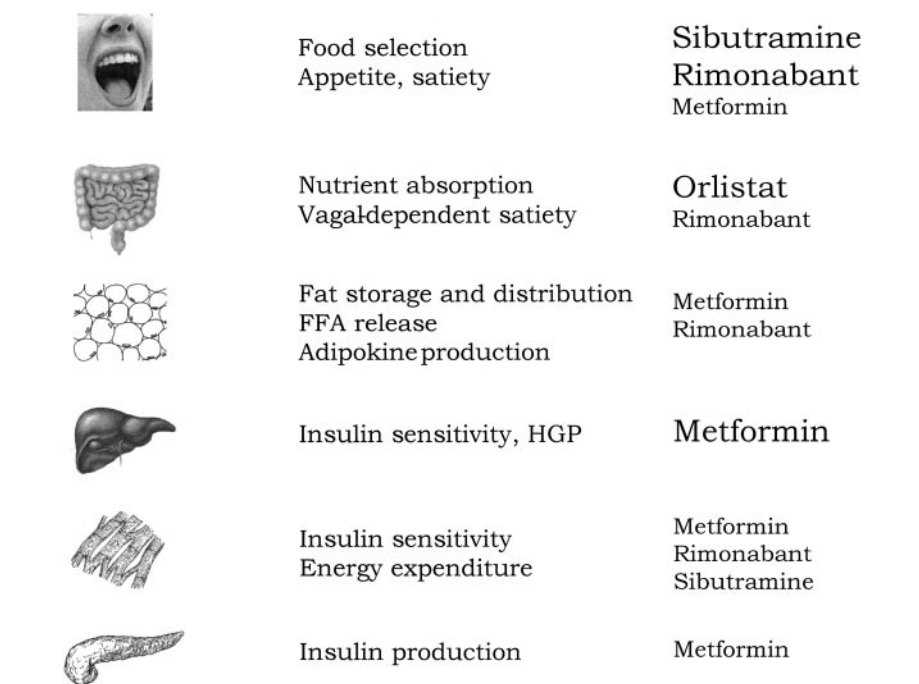 Food selection
Appetite, satiety
Sibutramine
Rimonabant
Metformin
Nutrient absorption
Vagal-dependent satiety
Orlistat
Rimonabant
Fat storage and distribution
FFA release
Adipokine production
Metformin
Rimonabant
Insulin sensitivity, HGP
Metformin
Insulin sensitivity
Energy expenditure
Metformin
Rimonabant
Sibutramine
Insulin production
Metformin